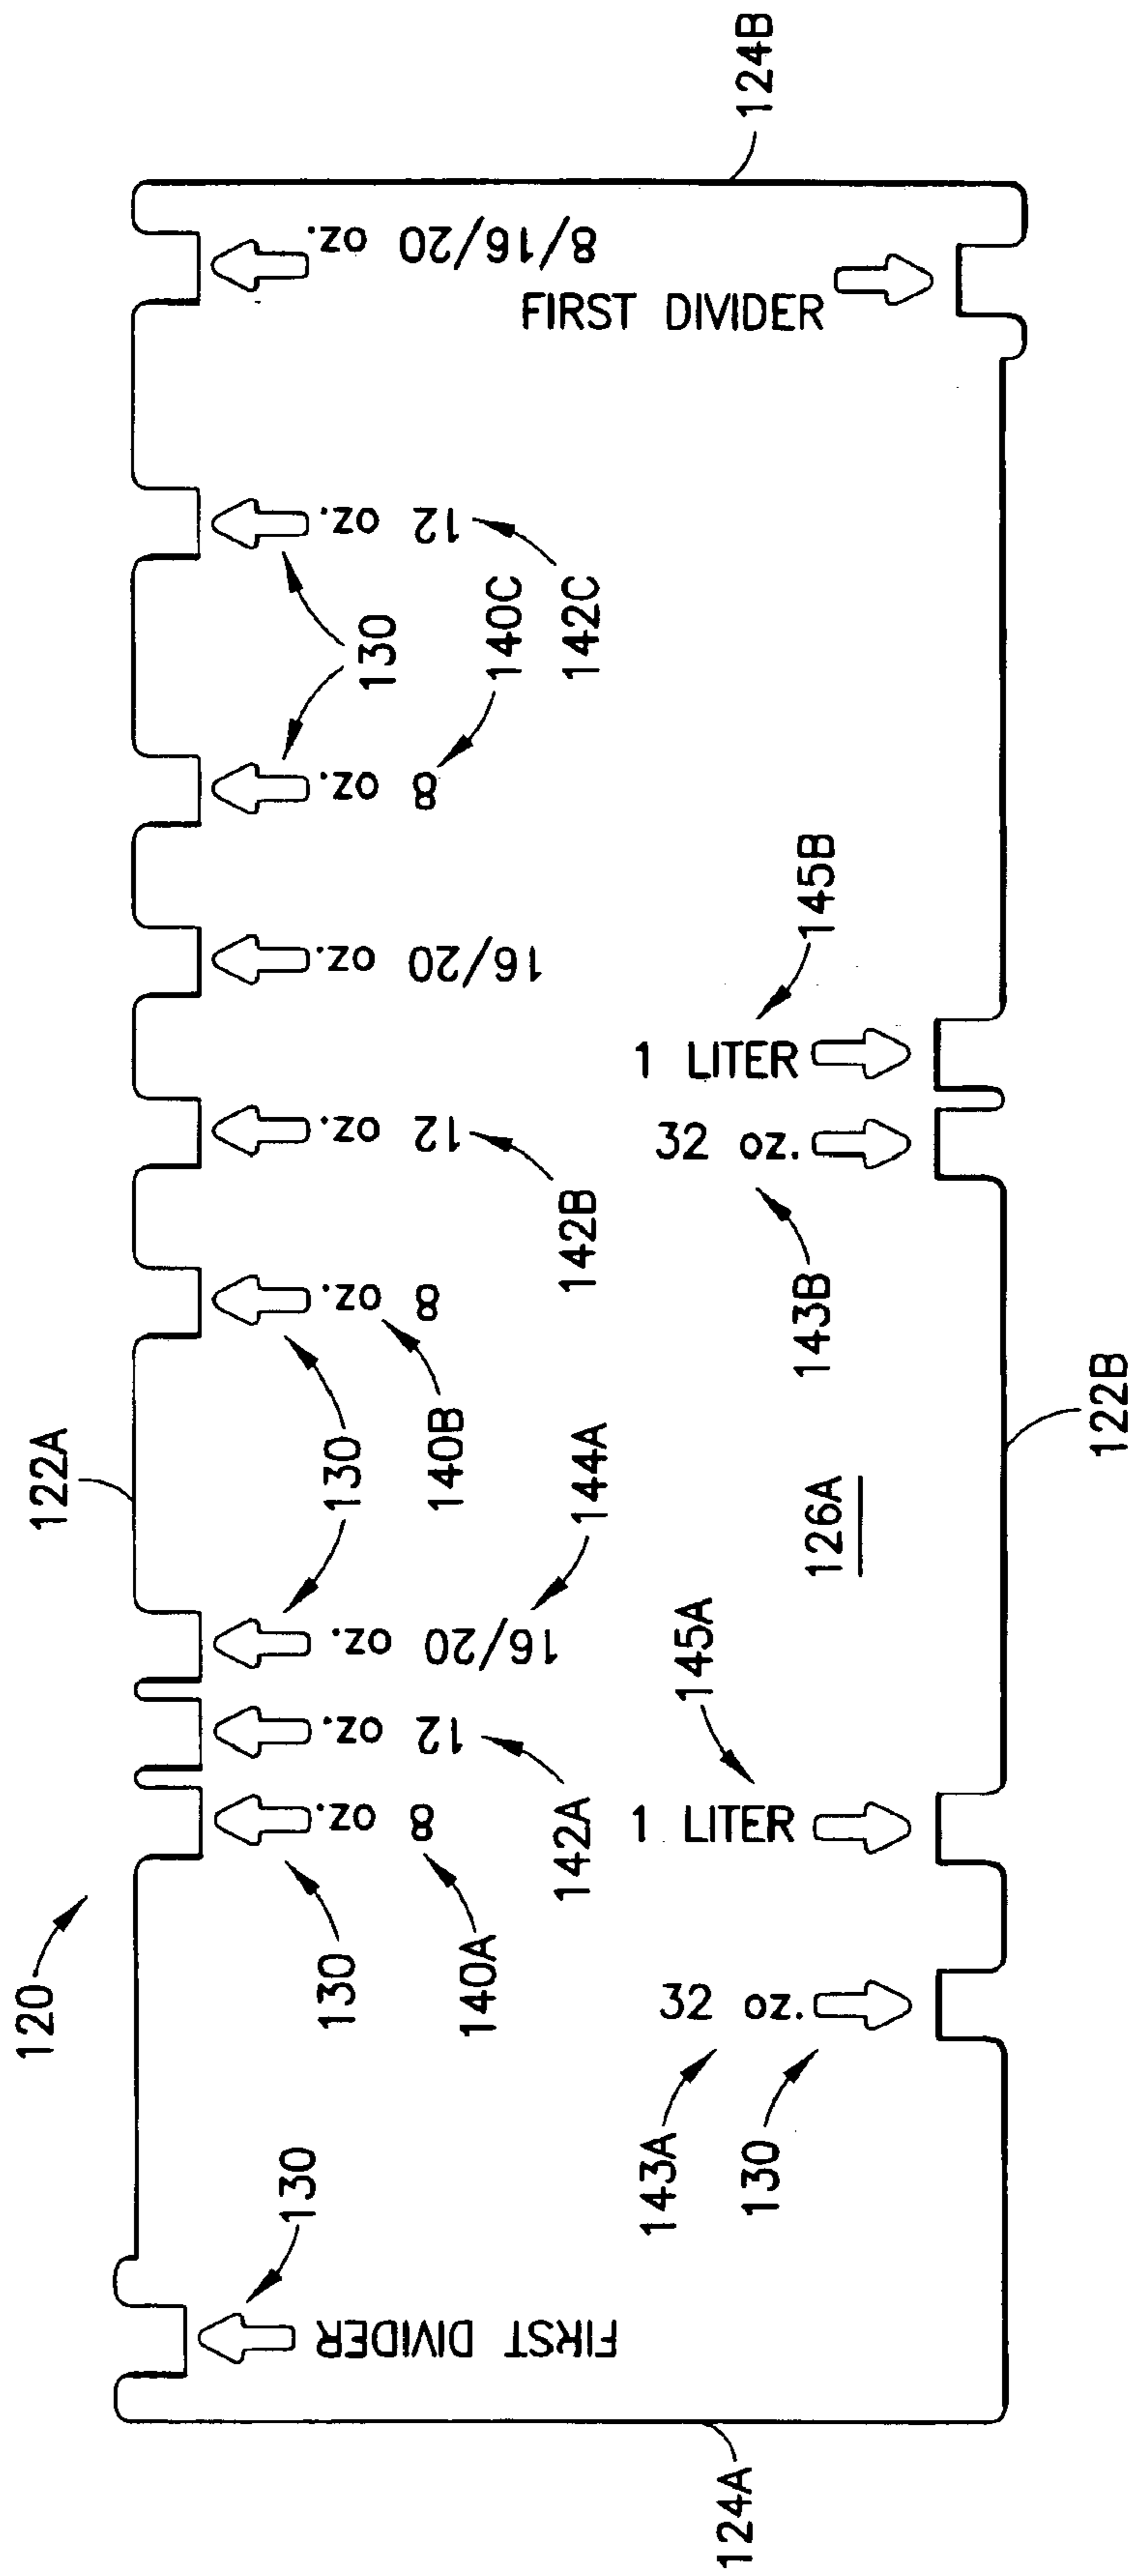 120
122A
124B
FIRST DIVIDER
130
8 oz.
130
140A
12 oz.
142A
16/20 oz.
144A
130
8 oz.
140B
12 oz.
142B
16/20 oz.
8 oz.
140C
130
12 oz.
142C
8/16/20 oz.
FIRST DIVIDER
32 oz.
143A
130
1 LITER
145A
126A
32 oz.
143B
1 LITER
145B
124A
122B